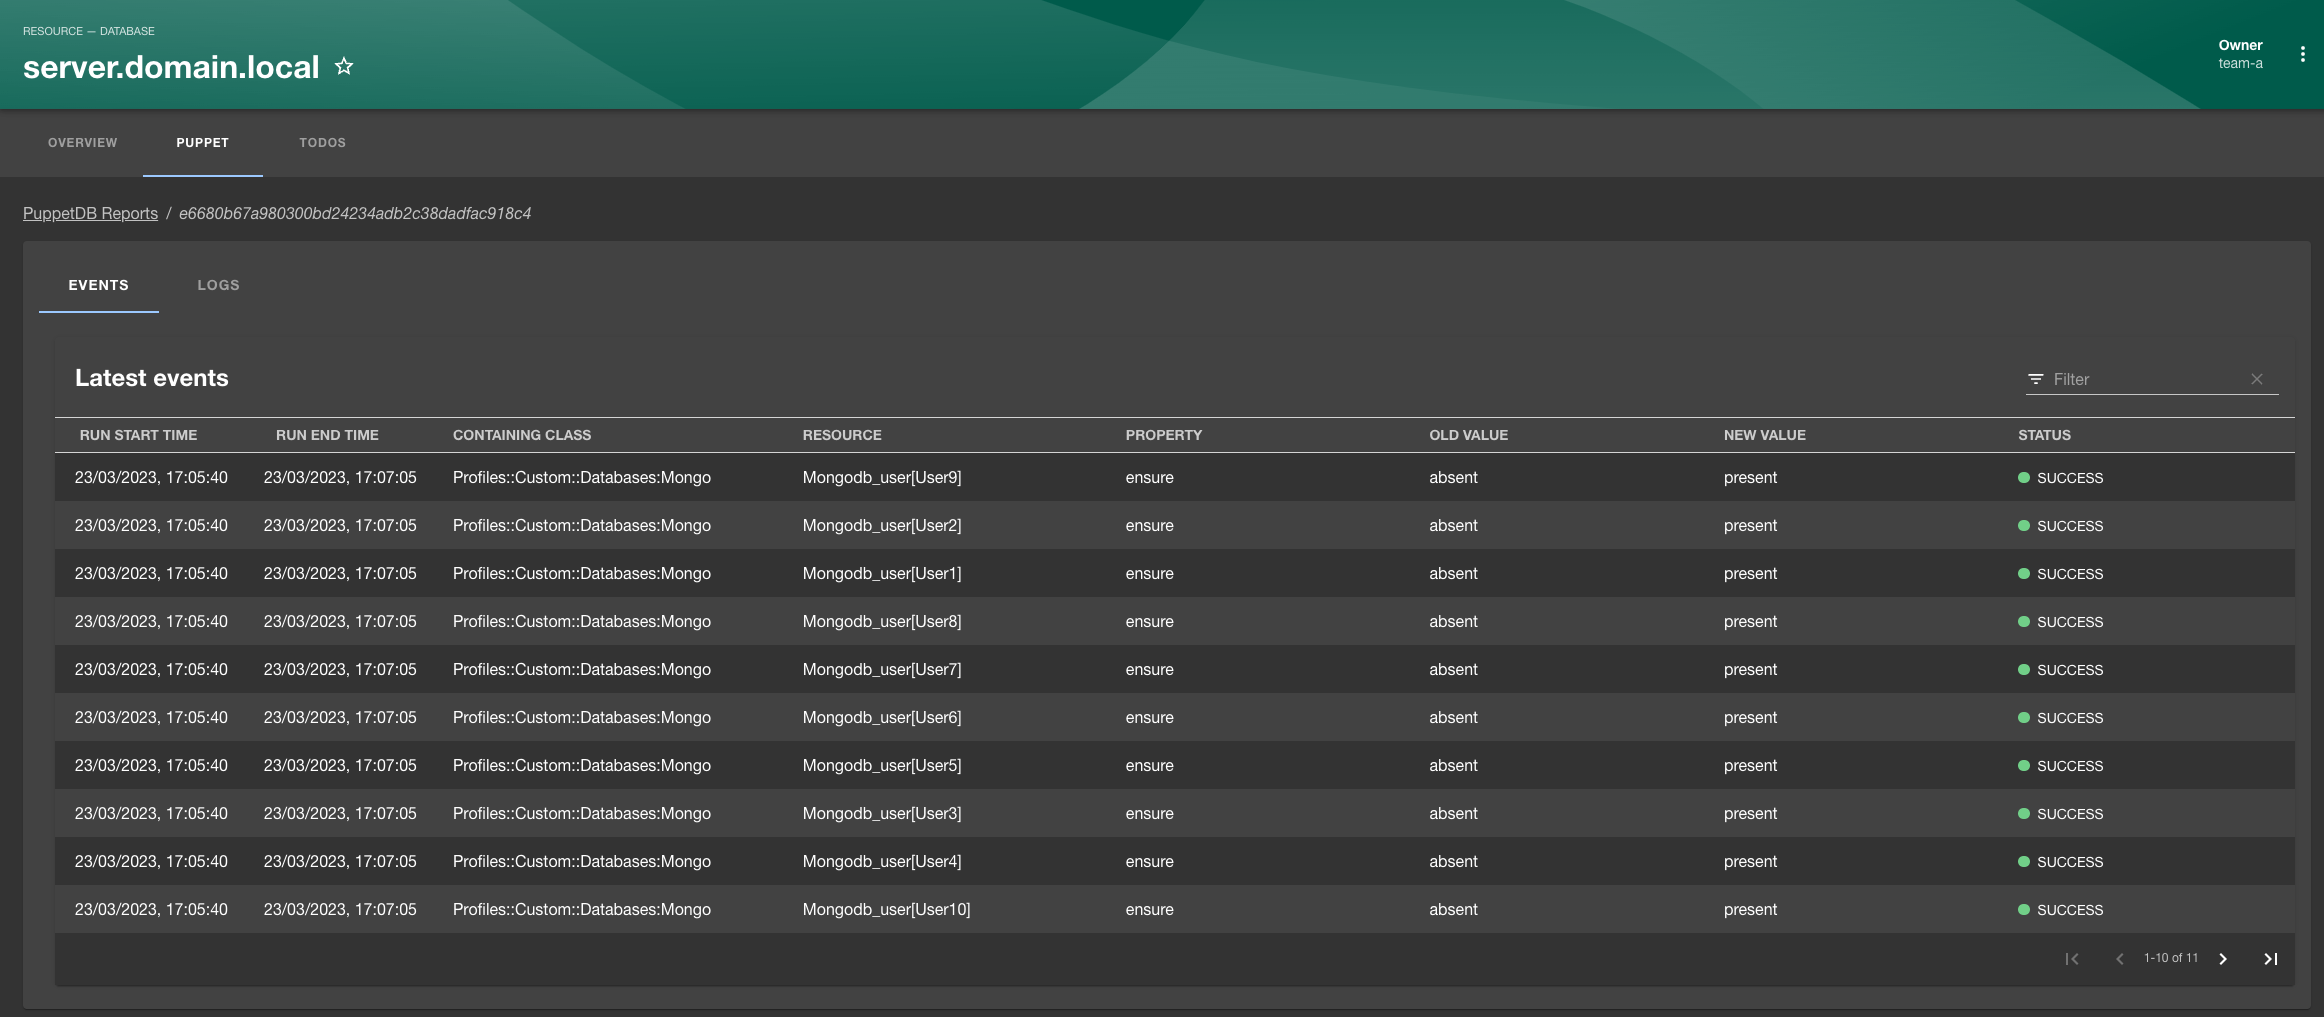 RESOURCE — DATABASE
server.domain.local
Owner
team-a
OVERVIEW PUPPET TODOS
PuppetDB Reports / e6680b67a980300bd24234adb2c38dadfac918c4
EVENTS LOGS
Latest events
Filter
RUN START TIME RUN END TIME CONTAINING CLASS RESOURCE PROPERTY OLD VALUE NEW VALUE STATUS
23/03/2023, 17:05:40 23/03/2023, 17:07:05 Profiles::Custom::Databases:Mongo Mongodb_user[User9] ensure absent present SUCCESS
23/03/2023, 17:05:40 23/03/2023, 17:07:05 Profiles::Custom::Databases:Mongo Mongodb_user[User2] ensure absent present SUCCESS
23/03/2023, 17:05:40 23/03/2023, 17:07:05 Profiles::Custom::Databases:Mongo Mongodb_user[User1] ensure absent present SUCCESS
23/03/2023, 17:05:40 23/03/2023, 17:07:05 Profiles::Custom::Databases:Mongo Mongodb_user[User8] ensure absent present SUCCESS
23/03/2023, 17:05:40 23/03/2023, 17:07:05 Profiles::Custom::Databases:Mongo Mongodb_user[User7] ensure absent present SUCCESS
23/03/2023, 17:05:40 23/03/2023, 17:07:05 Profiles::Custom::Databases:Mongo Mongodb_user[User6] ensure absent present SUCCESS
23/03/2023, 17:05:40 23/03/2023, 17:07:05 Profiles::Custom::Databases:Mongo Mongodb_user[User5] ensure absent present SUCCESS
23/03/2023, 17:05:40 23/03/2023, 17:07:05 Profiles::Custom::Databases:Mongo Mongodb_user[User3] ensure absent present SUCCESS
23/03/2023, 17:05:40 23/03/2023, 17:07:05 Profiles::Custom::Databases:Mongo Mongodb_user[User4] ensure absent present SUCCESS
23/03/2023, 17:05:40 23/03/2023, 17:07:05 Profiles::Custom::Databases:Mongo Mongodb_user[User10] ensure absent present SUCCESS
1-10 of 11